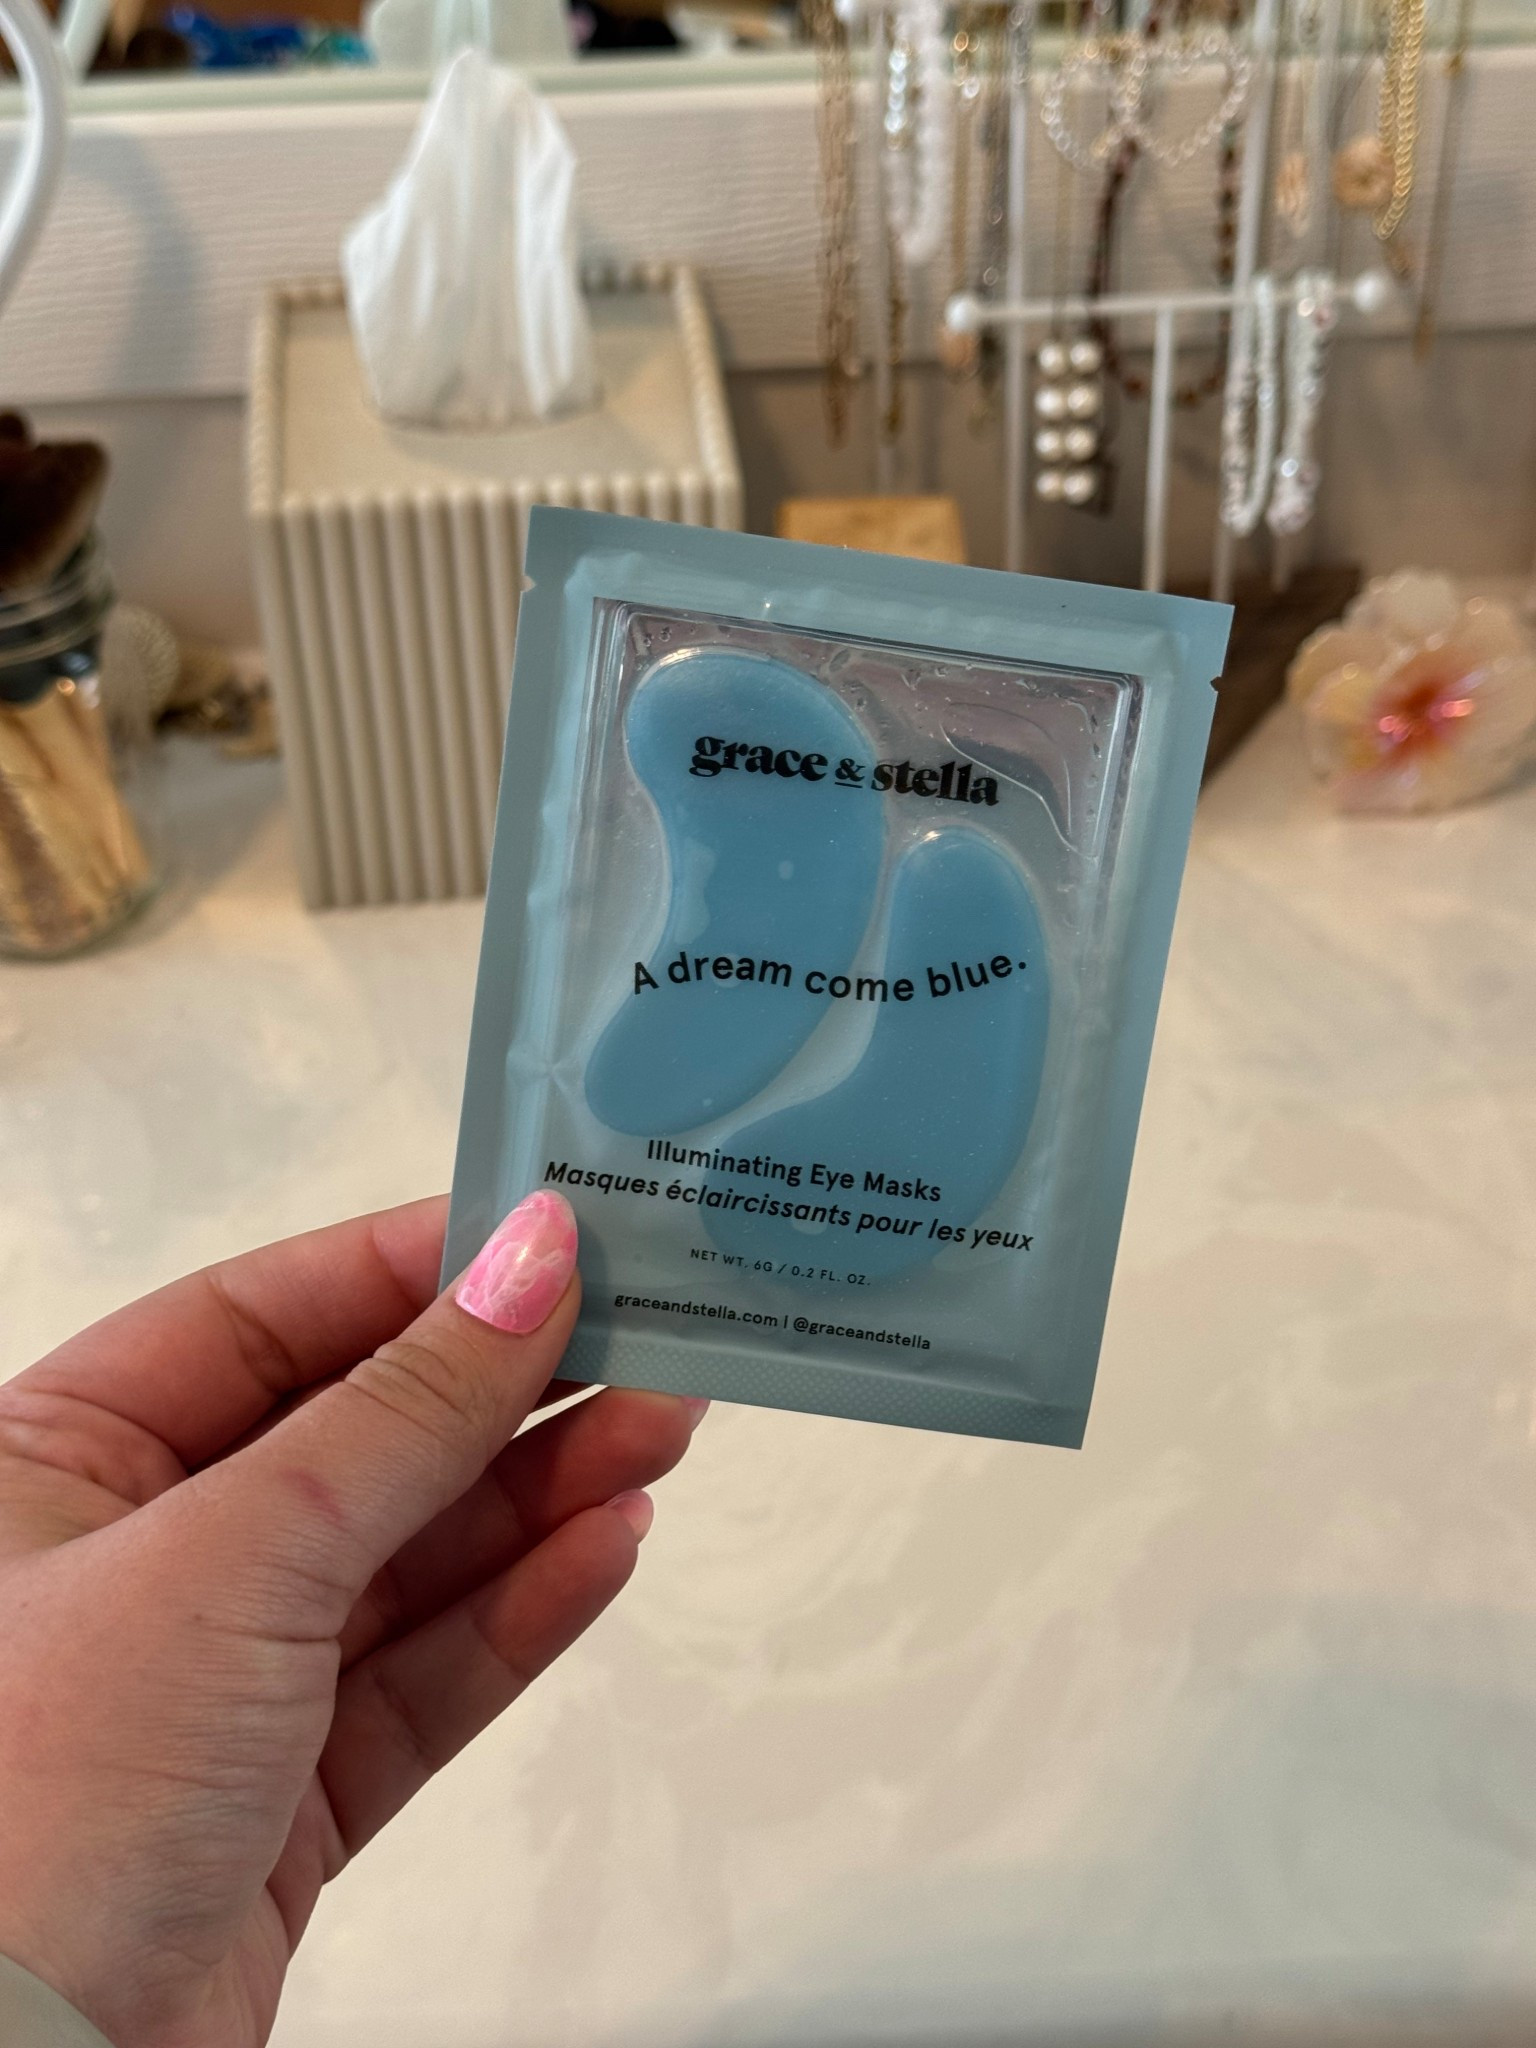 grace & stella
A dream come blue.
Illuminating Eye Masks
Masques éclaircissants pour les yeux
NET WT. 6G / 0.2 FL. OZ.
graceandstella.com | @graceandstella